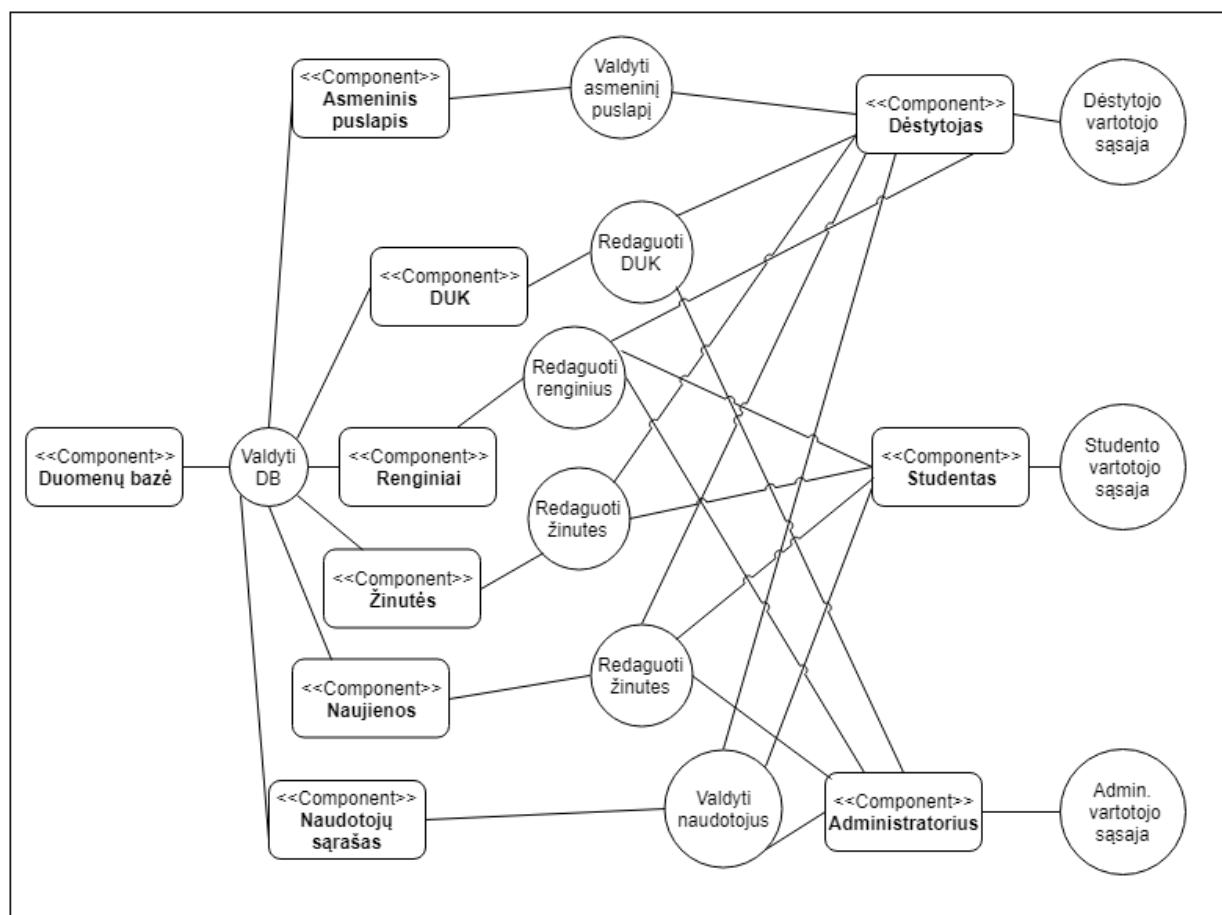 <<Component>>
Asmeninis
puslapis
Valdyti
asmeninį
puslapį
<<Component>>
Dėstytojas
Dėstytojo
vartotojo
sąsaja
<<Component>>
DUK
Redaguoti
DUK
Redaguoti
renginius
<<Component>>
Duomenų bazė
Valdyti
DB
<<Component>>
Renginiai
<<Component>>
Studentas
Studento
vartotojo
sąsaja
Redaguoti
žinutes
<<Component>>
Žinutės
<<Component>>
Naujienos
Redaguoti
žinutes
<<Component>>
Naudotojų
sąrašas
Valdyti
naudotojus
<<Component>>
Administratorius
Admin.
vartotojo
sąsaja